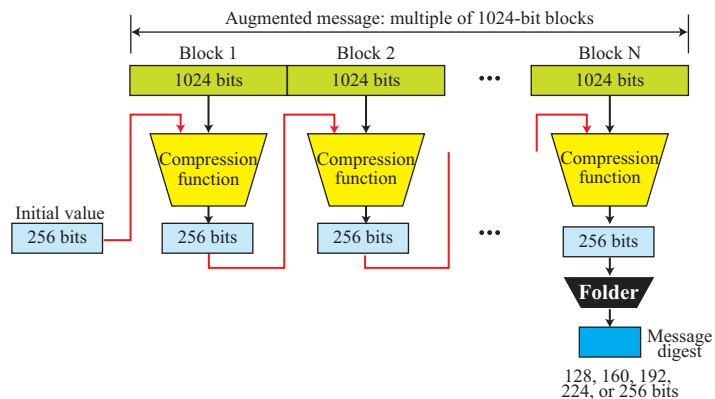 Augmented message: multiple of 1024-bit blocks
Block 1
Block 2
Block N
1024 bits
1024 bits
•••
1024 bits
Compression
function
Compression
function
Compression
function
Initial value
256 bits
256 bits
256 bits
•••
256 bits
Folder
Message
digest
128, 160, 192,
224, or 256 bits